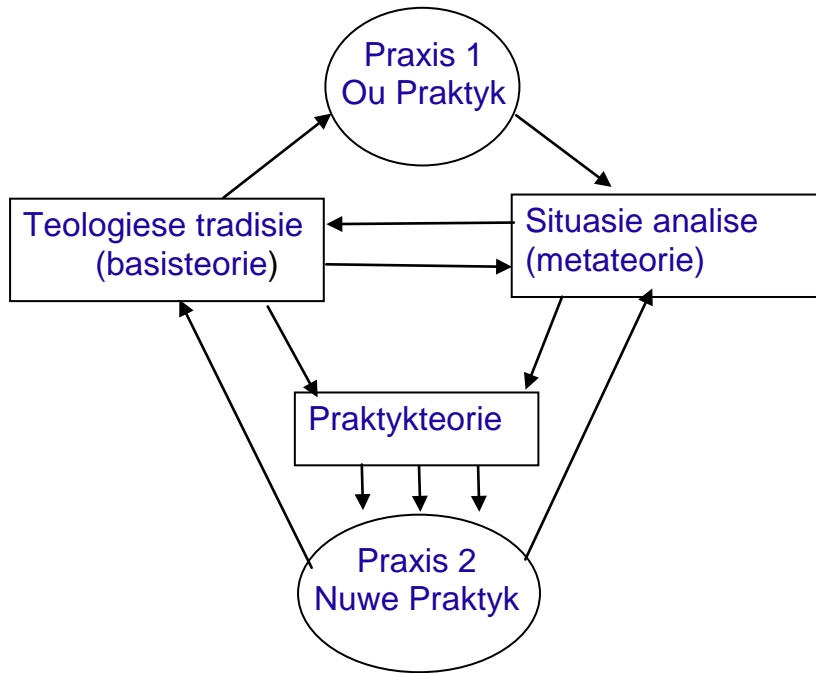 Praxis 1
Ou Praktyk
Teologiese tradisie
(basisteorie)
Situasie analise
(metateorie)
Praktykteorie
Praxis 2
Nuwe Praktyk